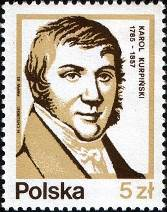 KAROL KURPIŃSKI
1785 - 1857
Polska 5 zł